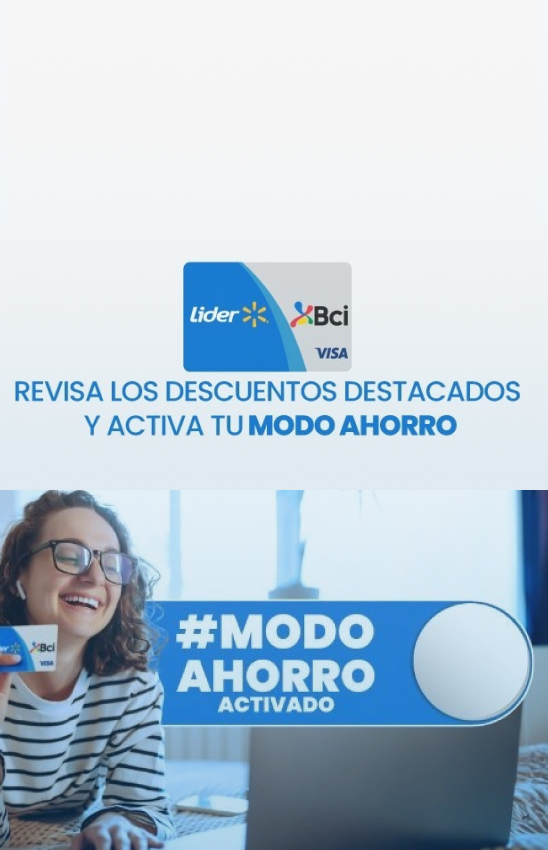 Lider
Bci
VISA
REVISA LOS DESCUENTOS DESTACADOS
Y ACTIVA TU MODO AHORRO
Bci
VISA
#MODO
AHORRO
ACTIVADO